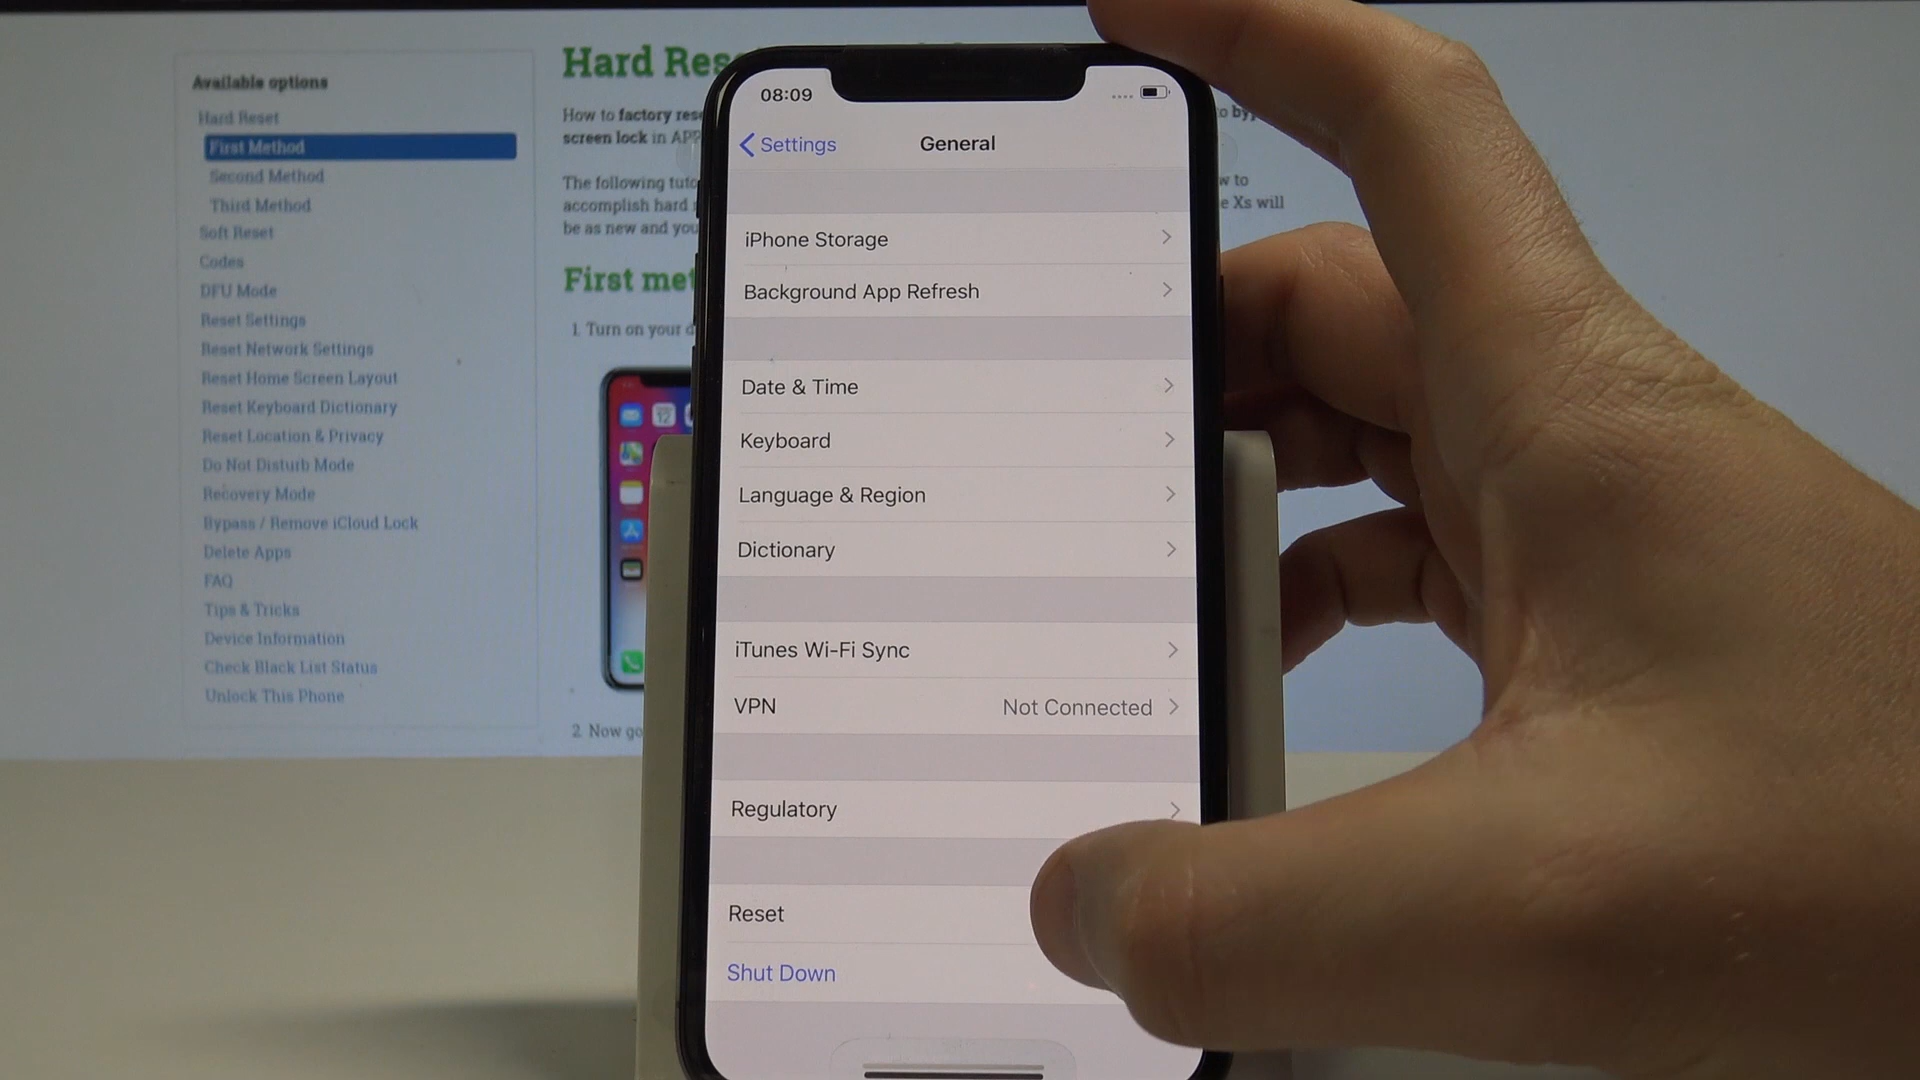 Available options
Hard Reset
First Method
Second Method
Third Method
Soft Reset
Codes
DFU Mode
Reset Settings
Reset Network Settings
Reset Home Screen Layout
Reset Keyboard Dictionary
Reset Location & Privacy
Do Not Disturb Mode
Recovery Mode
Bypass / Remove iCloud Lock
Delete Apps
FAQ
Tips & Tricks
Device Information
Check Black List Status
Unlock This Phone
Hard Res
How to factory rese
screen lock in APP
The following tuto
accomplish hard
be as new and you
First met
1. Turn on your d
12
2. Now go
w to
e Xs will
08:09
Settings
General
iPhone Storage
Background App Refresh
Date & Time
Keyboard
Language & Region
Dictionary
iTunes Wi-Fi Sync
VPN Not Connected
Regulatory
Reset
Shut Down